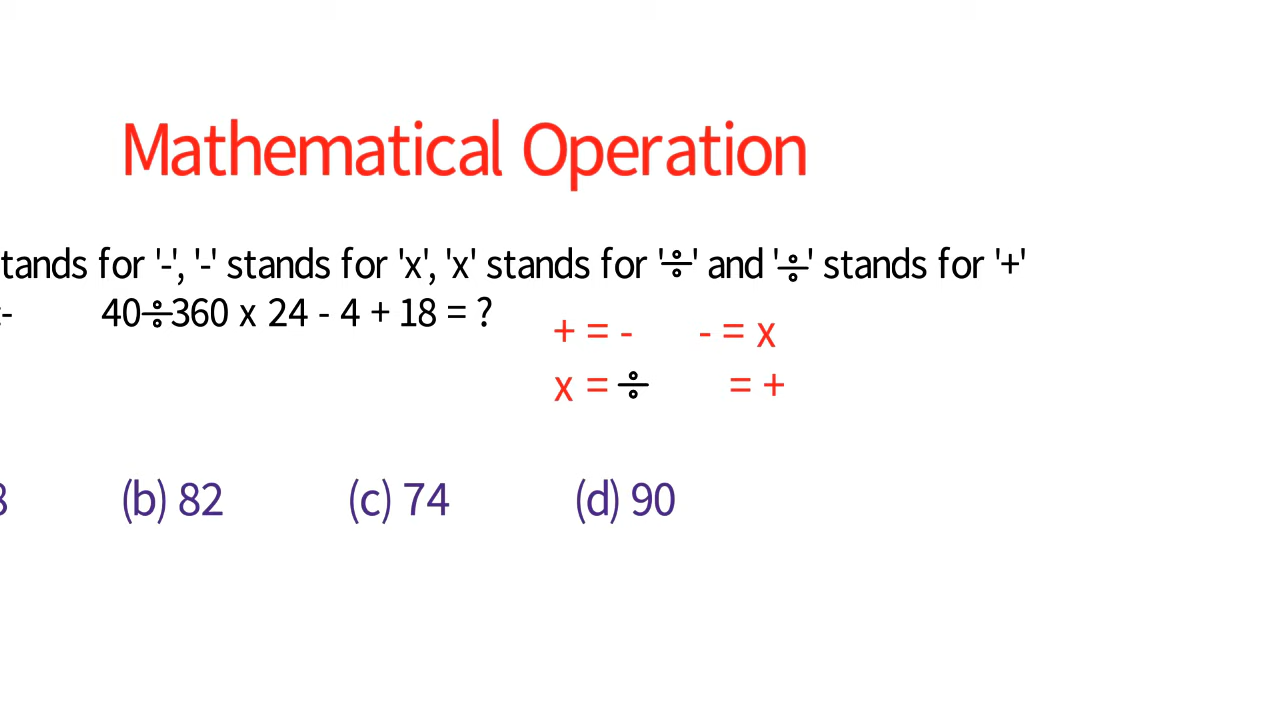 Mathematical Operation
tands for '-', '-' stands for 'x', 'x' stands for '÷' and '÷' stands for '+'
:- 40÷360 x 24 - 4 + 18 = ?
+ = - - = x
x = ÷ = +
(b) 82 (c) 74 (d) 90